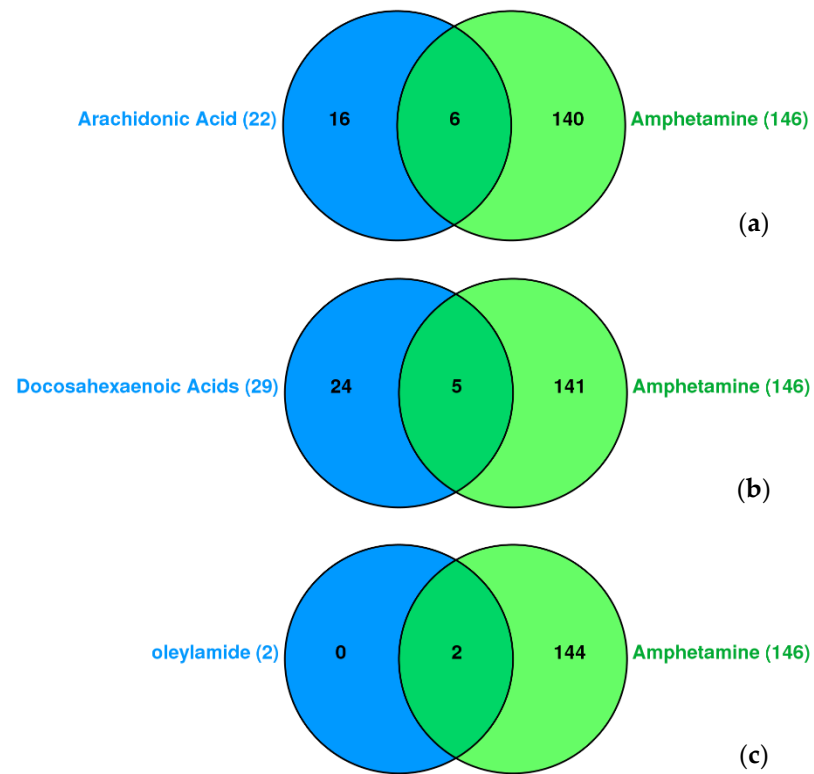 Arachidonic Acid (22) 16 6 140 Amphetamine (146)
(a)
Docosahexaenoic Acids (29) 24 5 141 Amphetamine (146)
(b)
oleylamide (2) 0 2 144 Amphetamine (146)
(c)